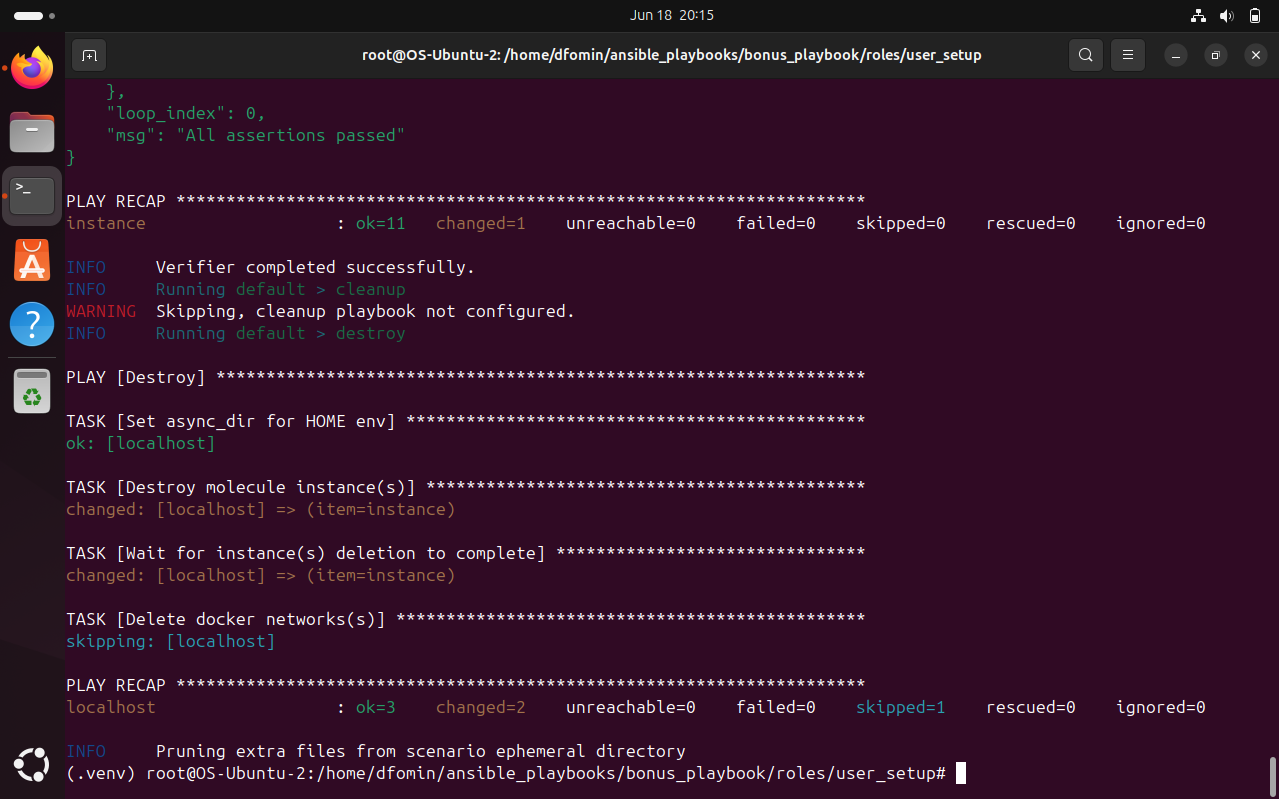 Jun 18 20:15
root@OS-Ubuntu-2: /home/dfomin/ansible_playbooks/bonus_playbook/roles/user_setup
    },
    "loop_index": 0,
    "msg": "All assertions passed"
}
PLAY RECAP *********************************************************************
instance                   : ok=11   changed=1    unreachable=0    failed=0    skipped=0    rescued=0    ignored=0
INFO     Verifier completed successfully.
INFO     Running default > cleanup
WARNING  Skipping, cleanup playbook not configured.
INFO     Running default > destroy
PLAY [Destroy] *****************************************************************
TASK [Set async_dir for HOME env] **********************************************
ok: [localhost]
TASK [Destroy molecule instance(s)] ********************************************
changed: [localhost] => (item=instance)
TASK [Wait for instance(s) deletion to complete] *******************************
changed: [localhost] => (item=instance)
TASK [Delete docker networks(s)] ***********************************************
skipping: [localhost]
PLAY RECAP *********************************************************************
localhost                  : ok=3    changed=2    unreachable=0    failed=0    skipped=1    rescued=0    ignored=0
INFO     Pruning extra files from scenario ephemeral directory
(.venv) root@OS-Ubuntu-2:/home/dfomin/ansible_playbooks/bonus_playbook/roles/user_setup#